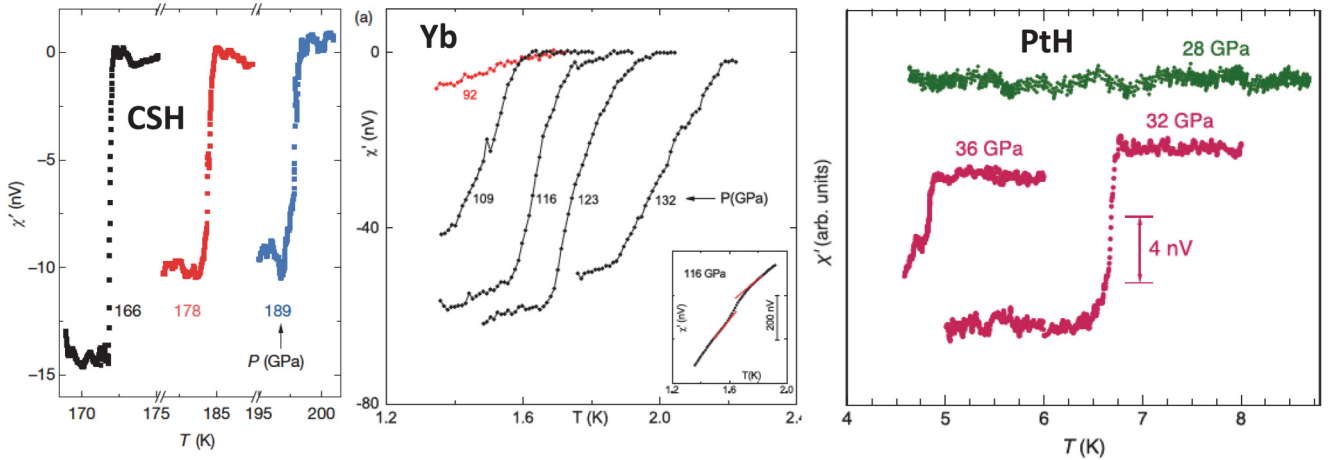 CSH
χ′ (nV)
0
−5
−10
−15
166
178
189
P (GPa)
170
175
185
195
200
T (K)
(a)
Yb
χ′ (nV)
0
-40
-80
92
109
116
123
132
P(GPa)
1.2
1.6
T (K)
2.0
2.4
116 GPa
χ′ (nV)
200 nV
T(K)
1.2
1.6
2.0
PtH
28 GPa
36 GPa
32 GPa
4 nV
χ′ (arb. units)
4
5
6
7
8
T (K)